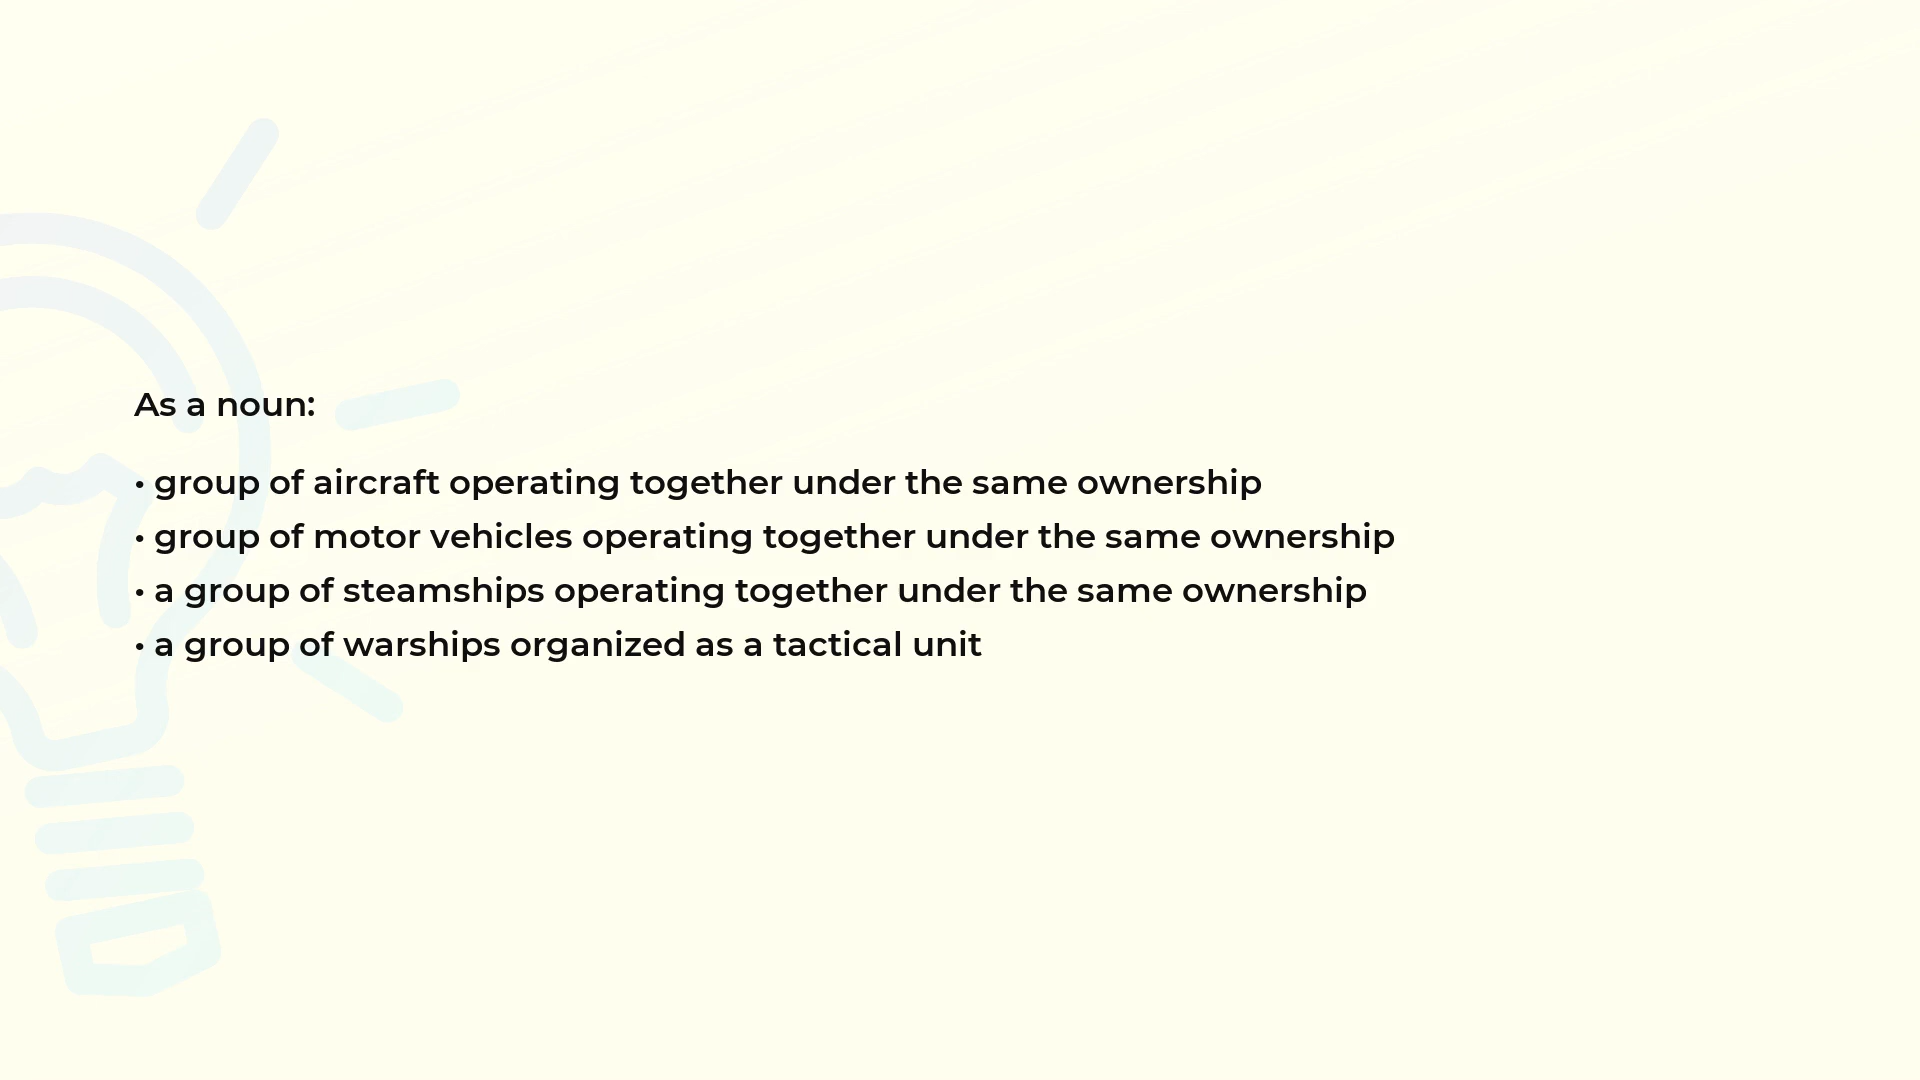 As a noun:
• group of aircraft operating together under the same ownership
• group of motor vehicles operating together under the same ownership
• a group of steamships operating together under the same ownership
• a group of warships organized as a tactical unit